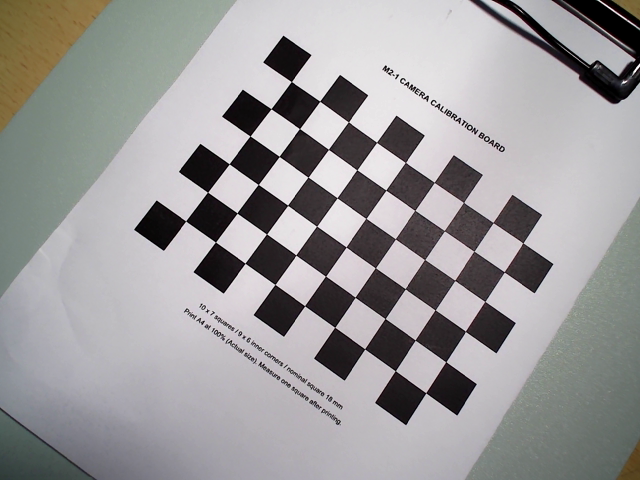 M2-1 CAMERA CALIBRATION BOARD
10 x 7 squares / 9 x 6 inner corners / nominal square 18 mm
Print A4 at 100% (Actual size). Measure one square after printing.